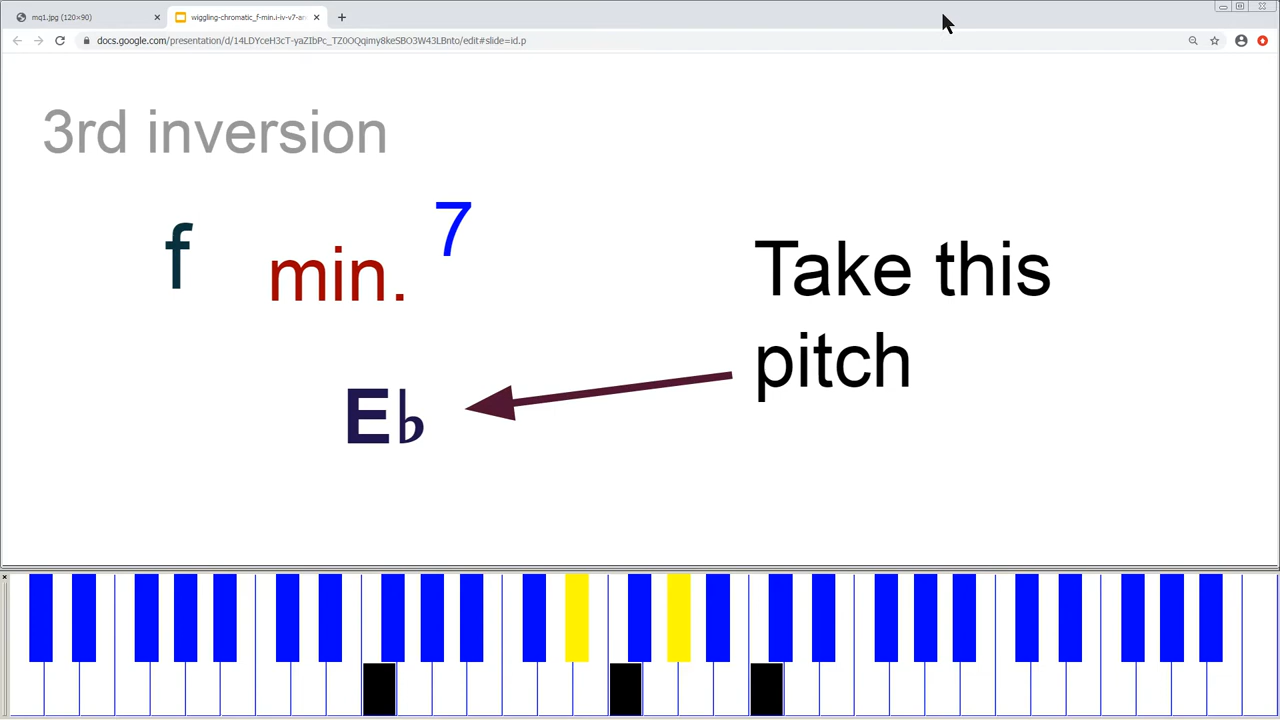 mq1.jpg (120×90)
wiggling-chromatic_f-min.i-iv-v7-an
docs.google.com/presentation/d/14LDYceH3cT-yaZIbPc_TZ0OQqimy8keSBO3W43LBnto/edit#slide=id.p
3rd inversion
f min. 7
Take this
pitch
E♭